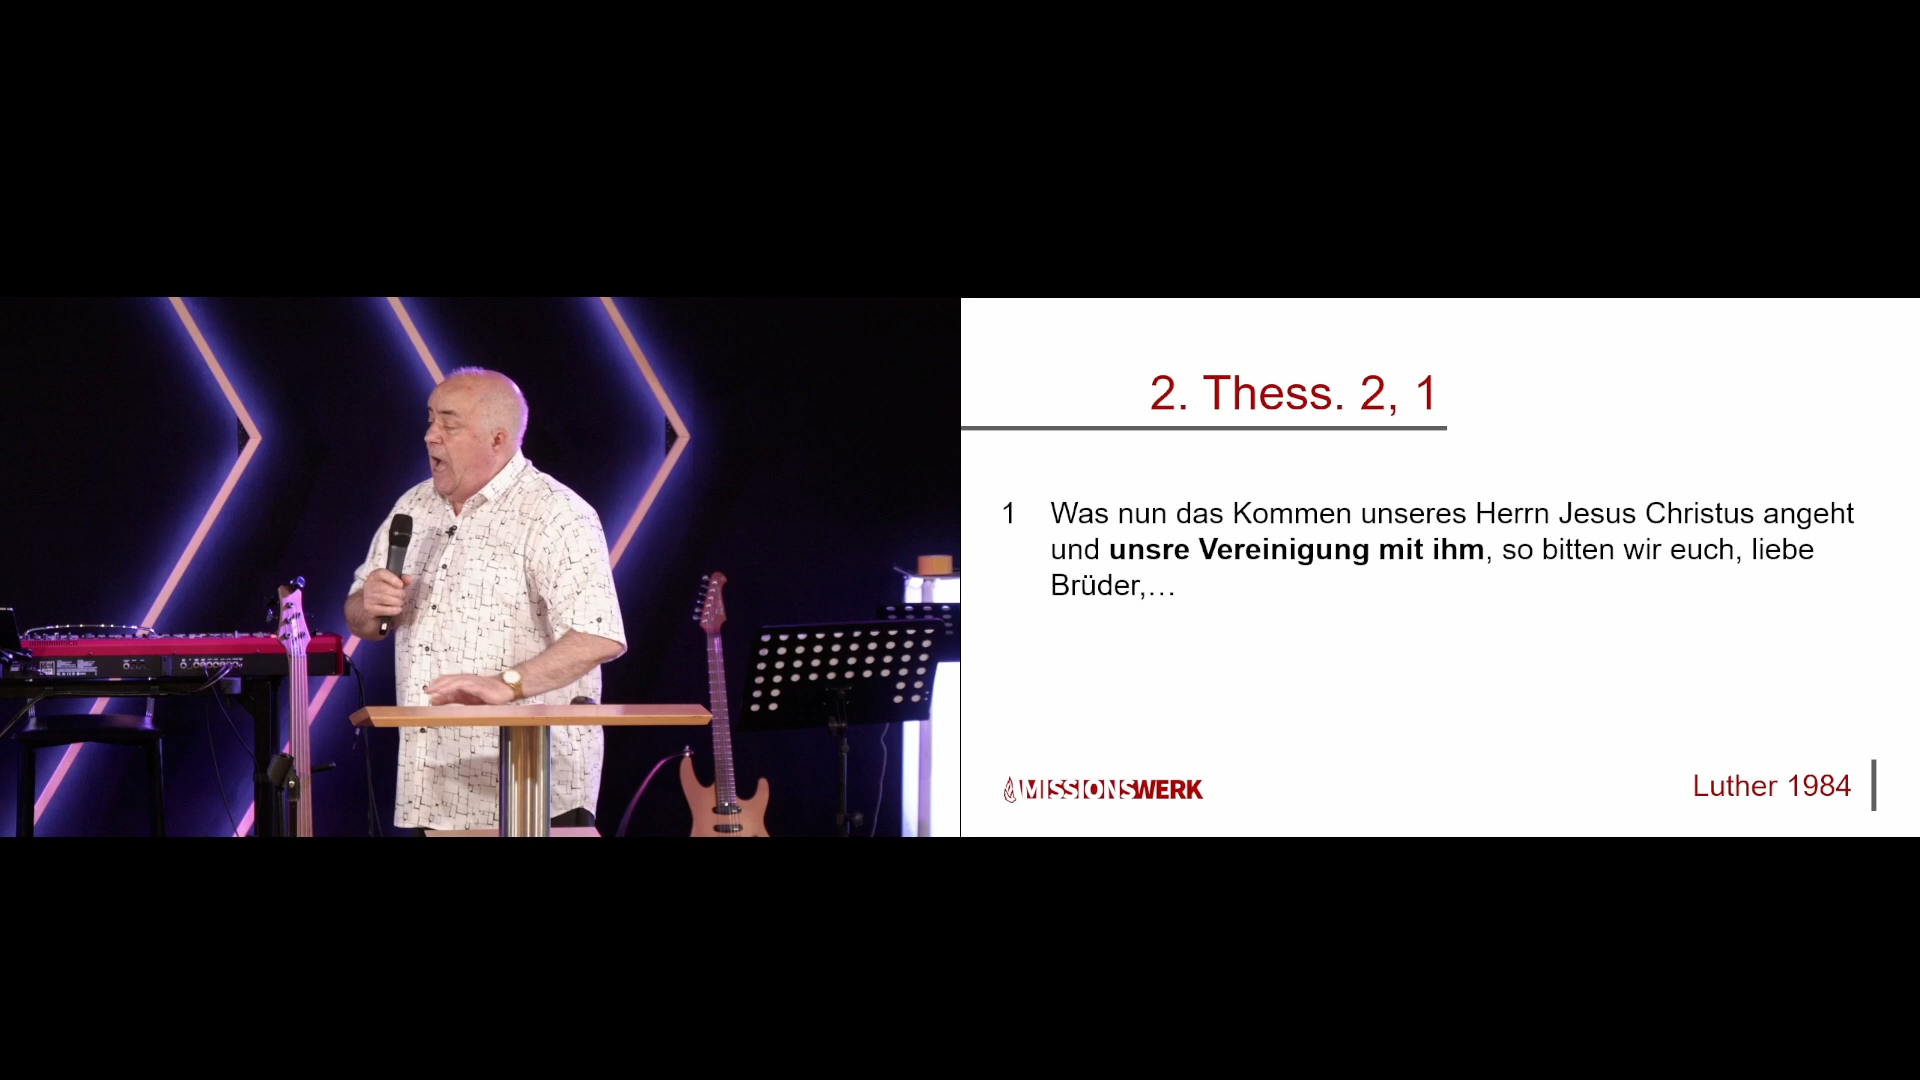 2. Thess. 2, 1
1 Was nun das Kommen unseres Herrn Jesus Christus angeht
und unsre Vereinigung mit ihm, so bitten wir euch, liebe
Brüder,…
MISSIONSWERK
Luther 1984